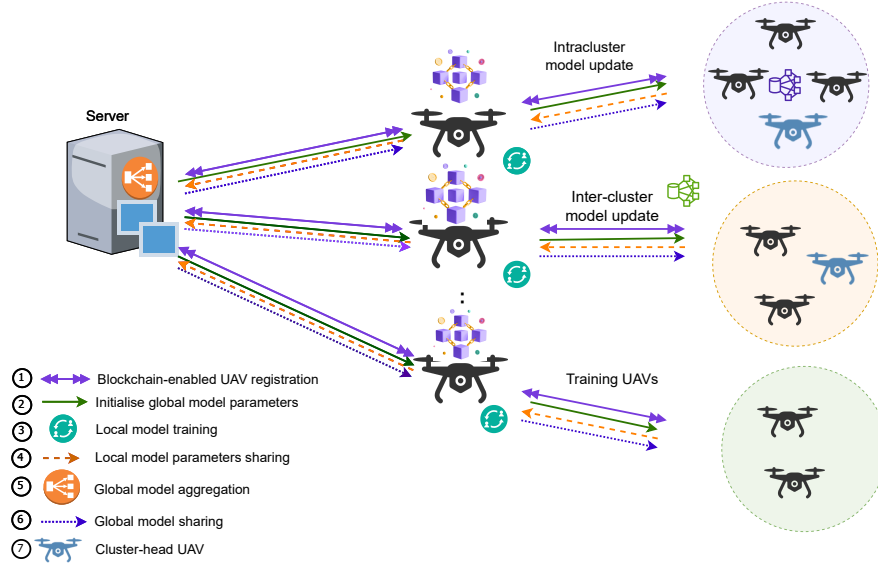 Intracluster
model update
Server
Inter-cluster
model update
⋮
Training UAVs
1 Blockchain-enabled UAV registration
2 Initialise global model parameters
3 Local model training
4 Local model parameters sharing
5 Global model aggregation
6 Global model sharing
7 Cluster-head UAV